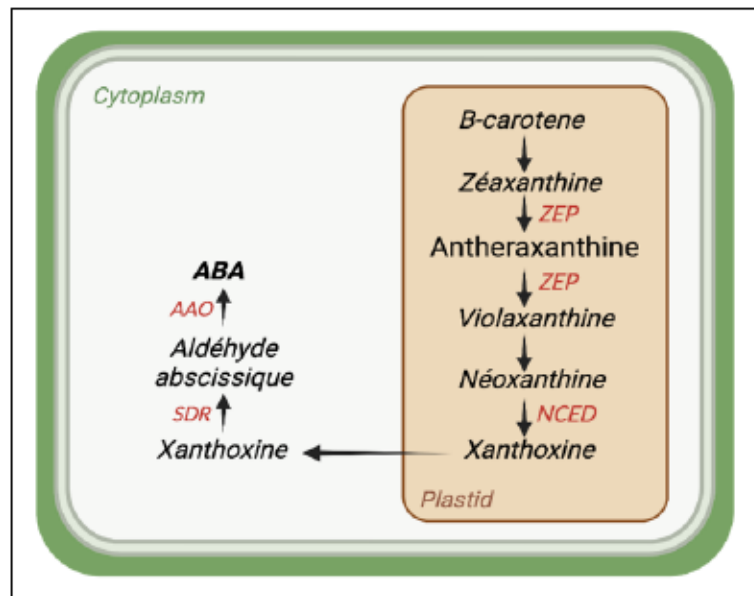 Cytoplasm
B-carotene
Zéaxanthine
ZEP
Antheraxanthine
ZEP
Violaxanthine
Néoxanthine
NCED
Xanthoxine
Plastid
Xanthoxine
SDR
Aldéhyde
abscissique
AAO
ABA